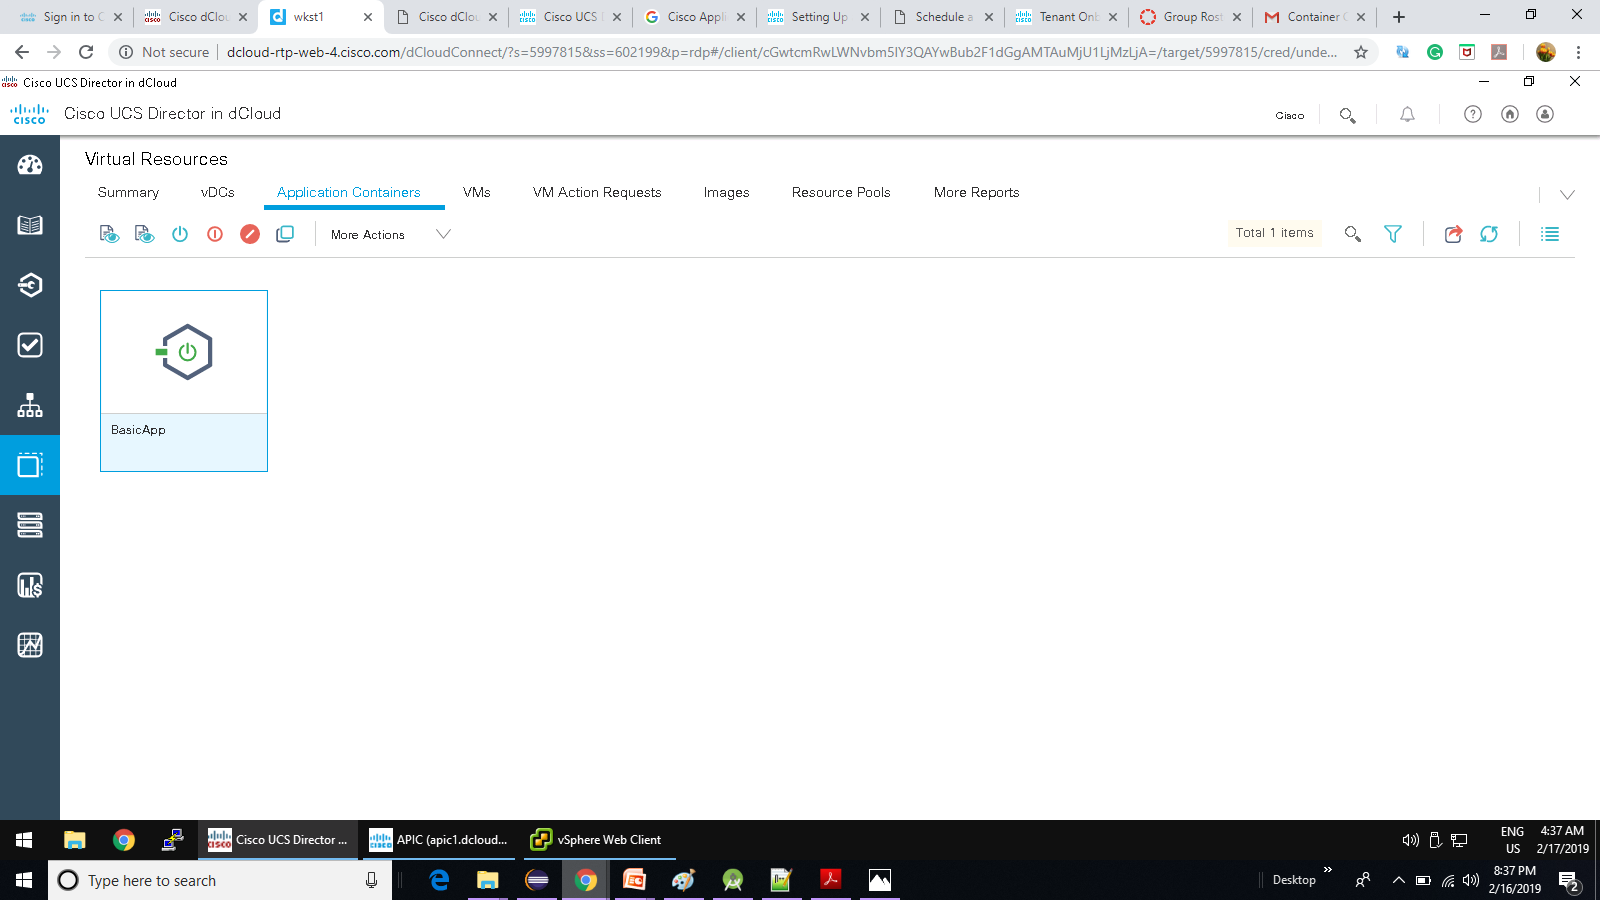 Sign in to C
Cisco dClou
wkst1
Cisco dClou
Cisco UCS
Cisco Appli
Setting Up
Schedule a
Tenant Onb
Group Rost
Container C
Not secure | dcloud-rtp-web-4.cisco.com/dCloudConnect/?s=5997815&ss=602199&p=rdp#/client/cGwtcmRwLWNvbm5lY3QAYwBub2F1dGgAMTAuMjU1LjMzLjA=/target/5997815/cred/unde...
Cisco UCS Director in dCloud
cisco Cisco UCS Director in dCloud
Cisco
Virtual Resources
Summary vDCs Application Containers VMs VM Action Requests Images Resource Pools More Reports
More Actions
Total 1 items
BasicApp
Cisco UCS Director ...
APIC (apic1.dcloud...
vSphere Web Client
ENG 4:37 AM
US 2/17/2019
Type here to search
Desktop
8:37 PM
2/16/2019
2